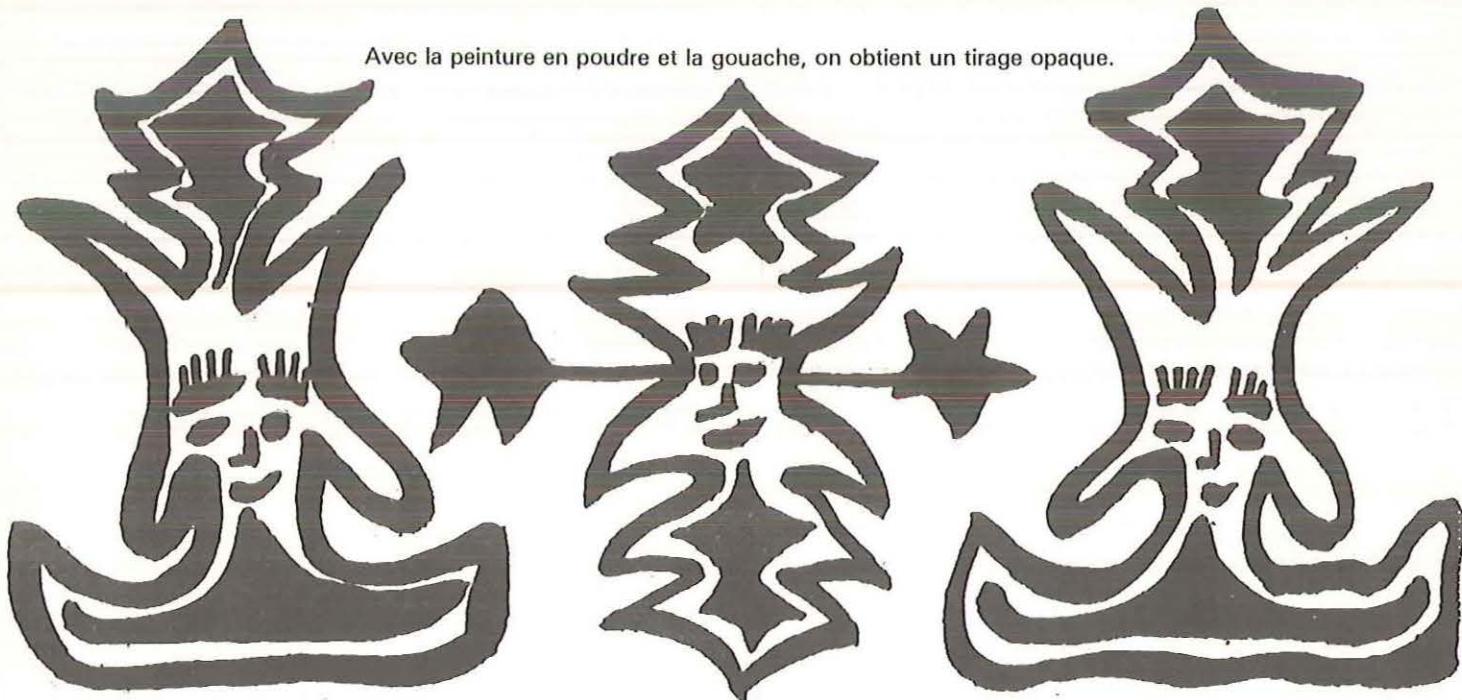 Avec la peinture en poudre et la gouache, on obtient un tirage opaque.